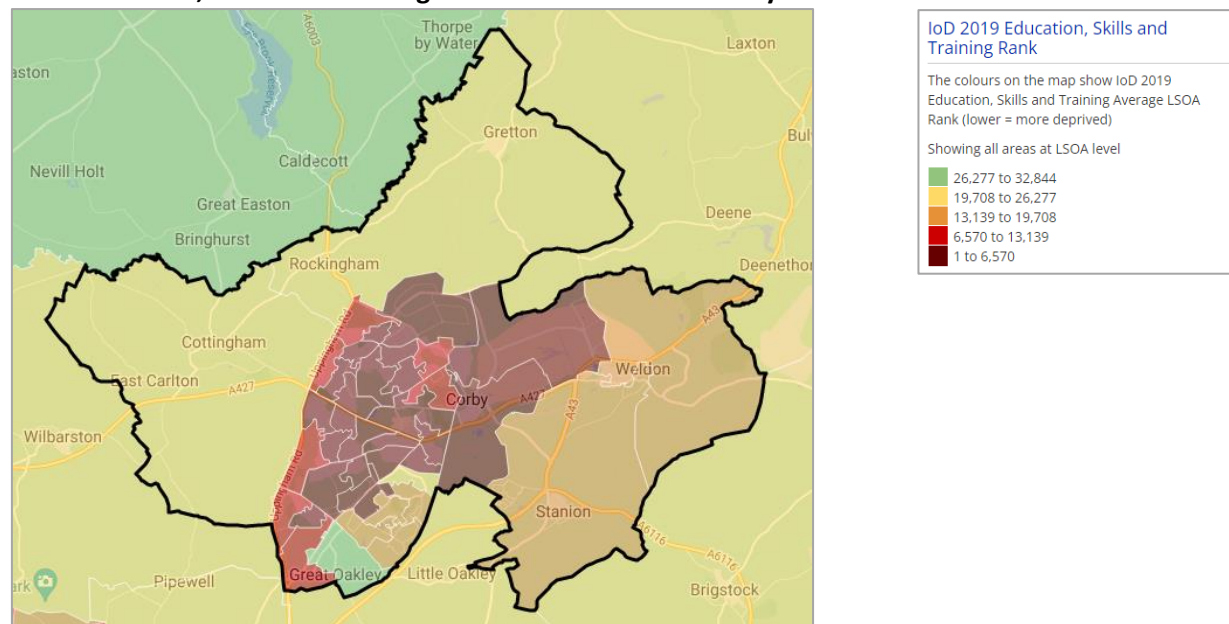 Thorpe
by Water
A6003
Laxton
Gretton
Nevill Holt
Caldecott
Great Easton
Bringhurst
Deene
Rockingham
Cottingham
East Carlton
A427
Weldon
A43
Corby
A427
A43
Wilbarston
Stanion
A6116
A6116
Great Oakley
Little Oakley
Pipewell
Brigstock
IoD 2019 Education, Skills and
Training Rank
The colours on the map show IoD 2019
Education, Skills and Training Average LSOA
Rank (lower = more deprived)
Showing all areas at LSOA level
26,277 to 32,844
19,708 to 26,277
13,139 to 19,708
6,570 to 13,139
1 to 6,570